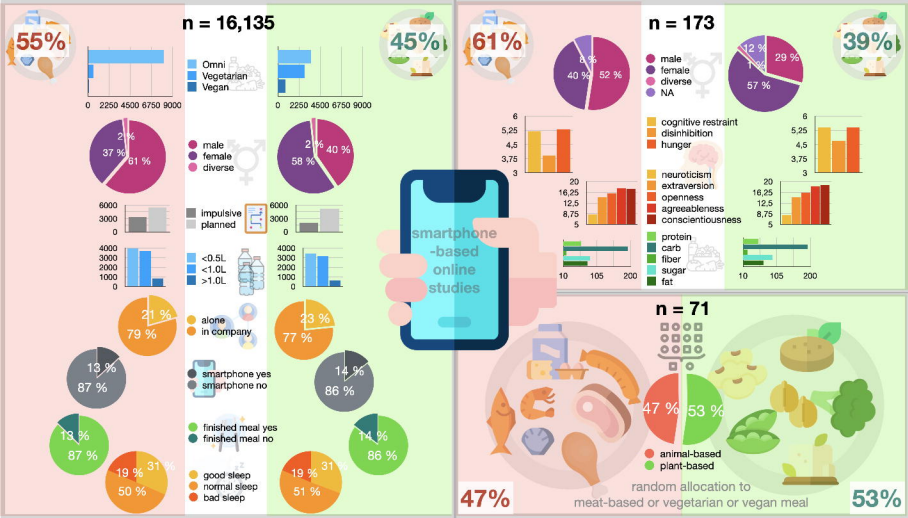 n = 16,135
55%
45%
Omni
Vegetarian
Vegan
0 2250 4500 6750 9000
0 2250 4500 6750 9000
2 %
37 %
61 %
male
female
diverse
2 %
40 %
58 %
6000
3000
0
impulsive
planned
6000
3000
0
4000
3000
2000
1000
0
<0.5L
<1.0L
>1.0L
4000
3000
2000
1000
0
21 %
79 %
alone
in company
23 %
77 %
13 %
87 %
smartphone yes
smartphone no
14 %
86 %
13 %
87 %
finished meal yes
finished meal no
14 %
86 %
19 %
31 %
50 %
good sleep
normal sleep
bad sleep
19 %
31 %
51 %
smartphone
-based
online
studies
n = 173
61%
39%
8 %
40 %
52 %
male
female
diverse
NA
12 %
29 %
1 %
57 %
6
5,25
4,5
3,75
3
cognitive restraint
disinhibition
hunger
6
5,25
4,5
3,75
3
20
16,25
12,5
8,75
5
neuroticism
extraversion
openness
agreeableness
conscientiousness
20
16,25
12,5
8,75
5
10 105 200
protein
carb
fiber
sugar
fat
10 105 200
n = 71
47 %
53 %
animal-based
plant-based
random allocation to
meat-based or vegetarian or vegan meal
47%
53%